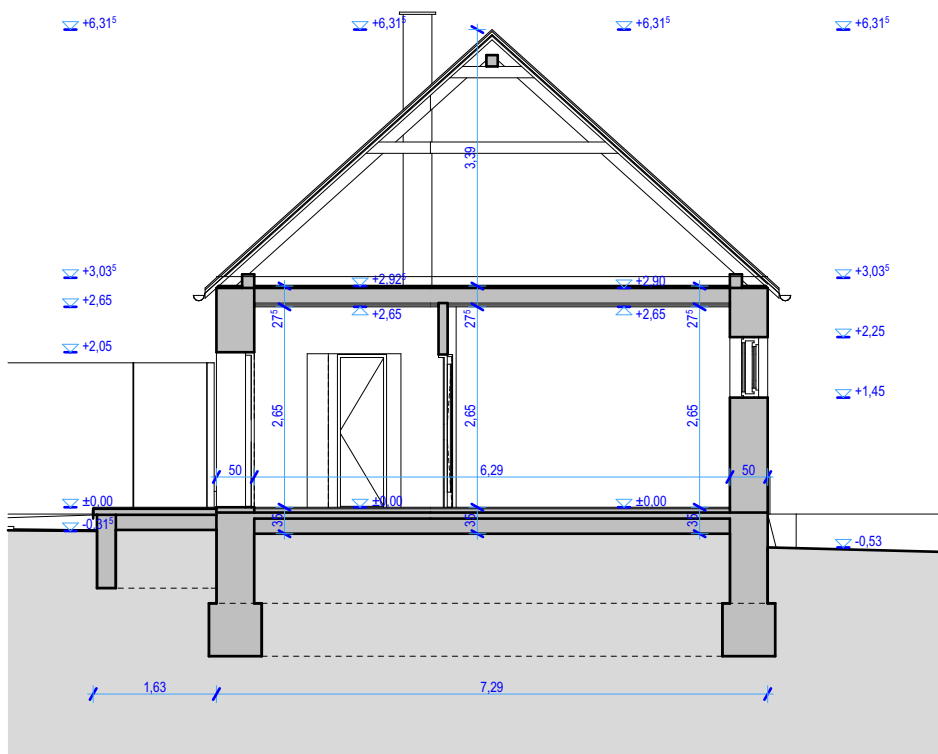 +6,31⁵ +6,31⁵ +6,31⁵ +6,31⁵
3,39
+3,03⁵ +2,92⁵ +2,90 +3,03⁵
+2,65 27⁵ +2,65 27⁵ +2,65 27⁵
+2,25
+2,05
+1,45
2,65 2,65 2,65
50 6,29 50
±0,00 ±0,00 ±0,00
-0,31⁵ 35 35 35
-0,53
1,63 7,29